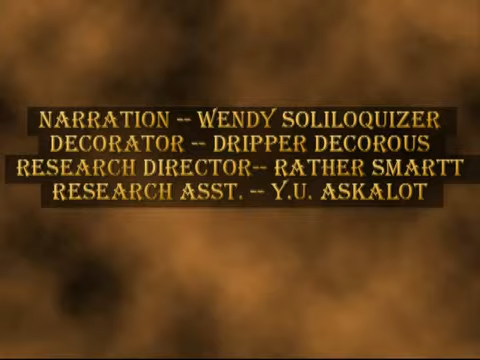 NARRATION -- WENDY SOLILOQUIZER
DECORATOR -- DRIPPER DECOROUS
RESEARCH DIRECTOR-- RATHER SMARTT
RESEARCH ASST. -- Y.U. ASKALOT